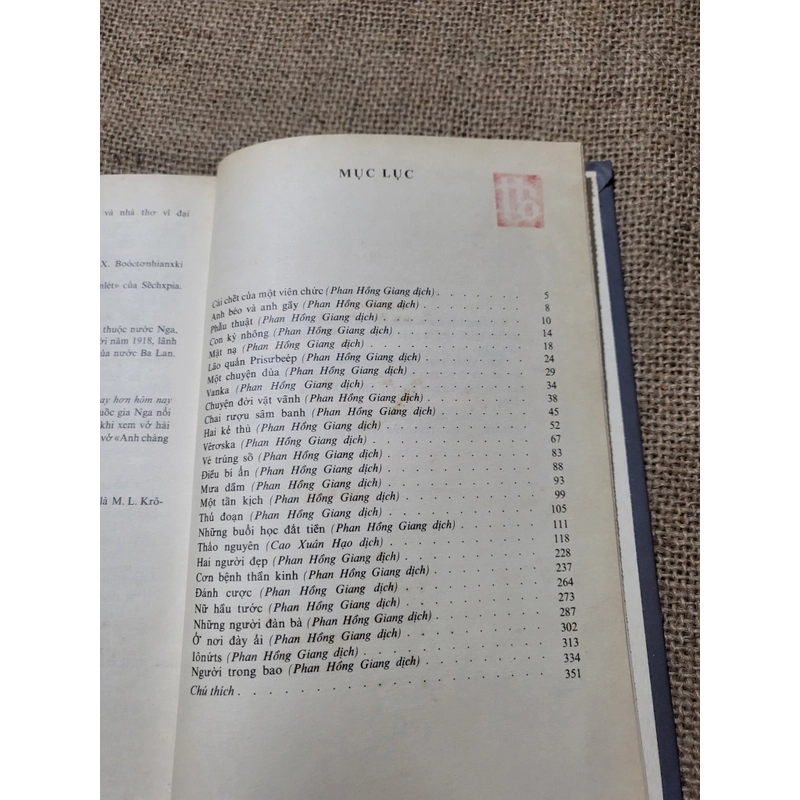 và nhà thơ vĩ đại
X. Boóctơnhianxki
mlét» của Sêchxpia.
thuộc nước Nga,
ời năm 1918, lãnh
của nước Ba Lan.
ay hơn hôm nay
uốc gia Nga nổi
khi xem vở hài
vở «Anh chàng
là M. L. Krô-
MỤC LỤC
Cái chết của một viên chức (Phan Hồng Giang dịch) . . . . . . . 5
Anh béo và anh gầy (Phan Hồng Giang dịch) . . . . . . . 8
Phẫu thuật (Phan Hồng Giang dịch) . . . . . . . 10
Con kỳ nhông (Phan Hồng Giang dịch) . . . . . . . 14
Mặt nạ (Phan Hồng Giang dịch) . . . . . . . 18
Lão quản Prisưbeép (Phan Hồng Giang dịch) . . . . . . . 24
Một chuyện đùa (Phan Hồng Giang dịch) . . . . . . . 29
Vanka (Phan Hồng Giang dịch) . . . . . . . 34
Chuyện đời vặt vãnh (Phan Hồng Giang dịch) . . . . . . . 38
Chai rượu sâm banh (Phan Hồng Giang dịch) . . . . . . . 45
Hai kẻ thù (Phan Hồng Giang dịch) . . . . . . . 52
Vêrơska (Phan Hồng Giang dịch) . . . . . . . 67
Vé trúng số (Phan Hồng Giang dịch) . . . . . . . 83
Điều bí ẩn (Phan Hồng Giang dịch) . . . . . . . 88
Mưa dầm (Phan Hồng Giang dịch) . . . . . . . 93
Một tấn kịch (Phan Hồng Giang dịch) . . . . . . . 99
Thủ đoạn (Phan Hồng Giang dịch) . . . . . . . 105
Những buổi học đắt tiền (Phan Hồng Giang dịch) . . . . . . . 111
Thảo nguyên (Cao Xuân Hạo dịch) . . . . . . . 118
Hai người đẹp (Phan Hồng Giang dịch) . . . . . . . 228
Cơn bệnh thần kinh (Phan Hồng Giang dịch) . . . . . . . 237
Đánh cược (Phan Hồng Giang dịch) . . . . . . . 264
Nữ hầu tước (Phan Hồng Giang dịch) . . . . . . . 273
Những người đàn bà (Phan Hồng Giang dịch) . . . . . . . 287
Ở nơi đày ải (Phan Hồng Giang dịch) . . . . . . . 302
Iônứts (Phan Hồng Giang dịch) . . . . . . . 313
Người trong bao (Phan Hồng Giang dịch) . . . . . . . 334
Chú thích . . . . . . . 351